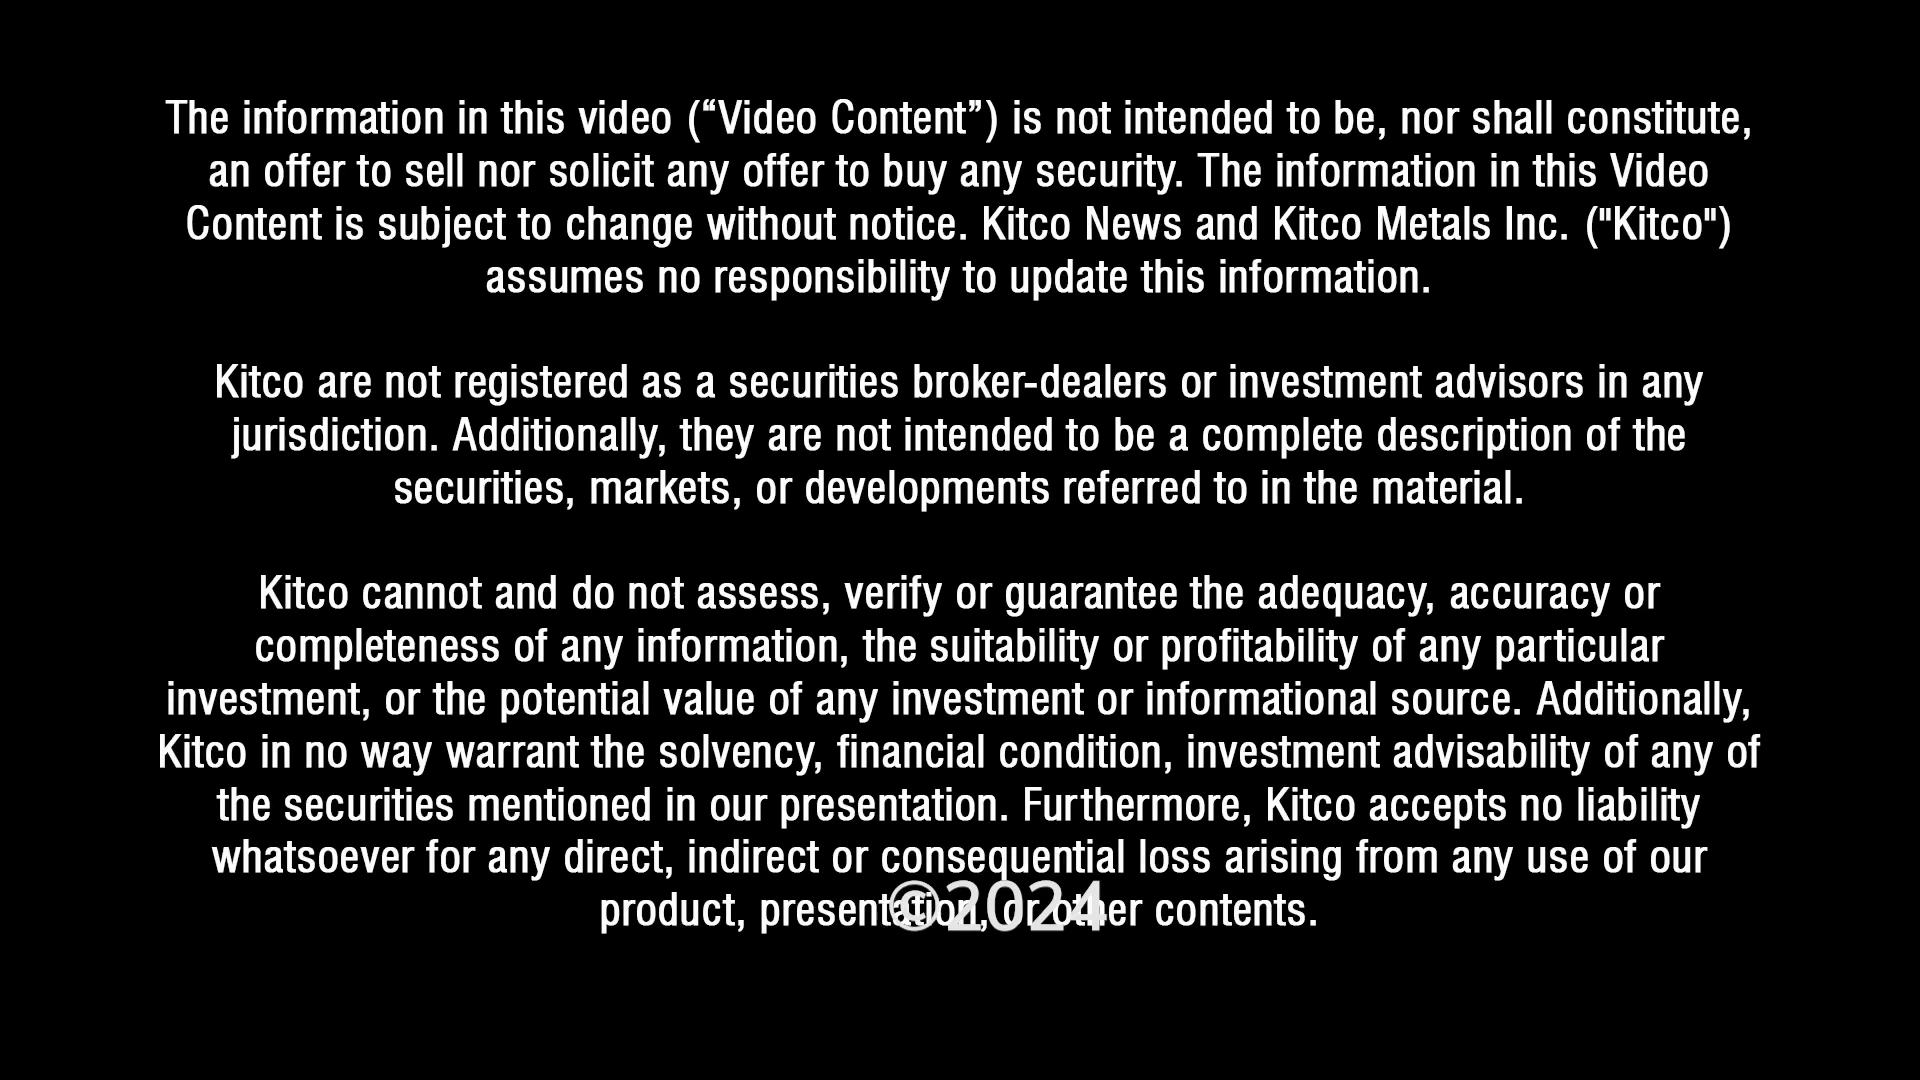 The information in this video (“Video Content”) is not intended to be, nor shall constitute,
an offer to sell nor solicit any offer to buy any security. The information in this Video
Content is subject to change without notice. Kitco News and Kitco Metals Inc. ("Kitco")
assumes no responsibility to update this information.
Kitco are not registered as a securities broker-dealers or investment advisors in any
jurisdiction. Additionally, they are not intended to be a complete description of the
securities, markets, or developments referred to in the material.
Kitco cannot and do not assess, verify or guarantee the adequacy, accuracy or
completeness of any information, the suitability or profitability of any particular
investment, or the potential value of any investment or informational source. Additionally,
Kitco in no way warrant the solvency, financial condition, investment advisability of any of
the securities mentioned in our presentation. Furthermore, Kitco accepts no liability
whatsoever for any direct, indirect or consequential loss arising from any use of our
product, presentation, or other contents.
©2024